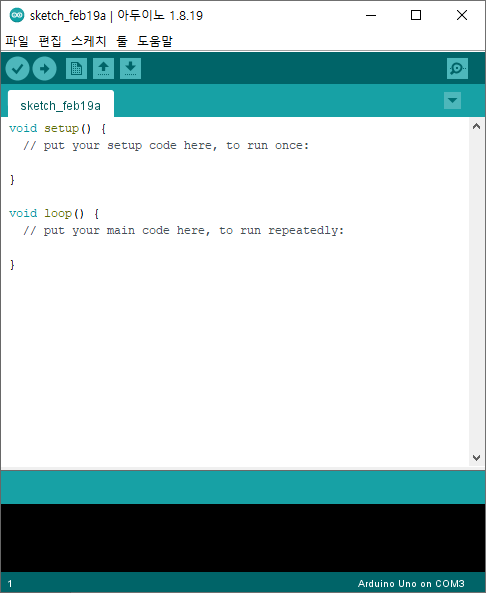 sketch_feb19a | 아두이노 1.8.19
파일 편집 스케치 툴 도움말
sketch_feb19a
void setup() {
  // put your setup code here, to run once:
}
void loop() {
  // put your main code here, to run repeatedly:
}
1 Arduino Uno on COM3